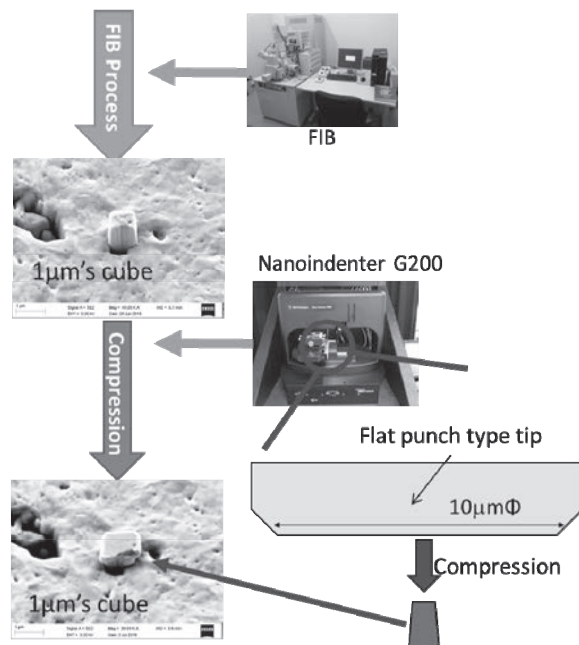 FIB Process
FIB
1μm's cube
Nanoindenter G200
Compression
Flat punch type tip
10μmΦ
Compression
1μm's cube